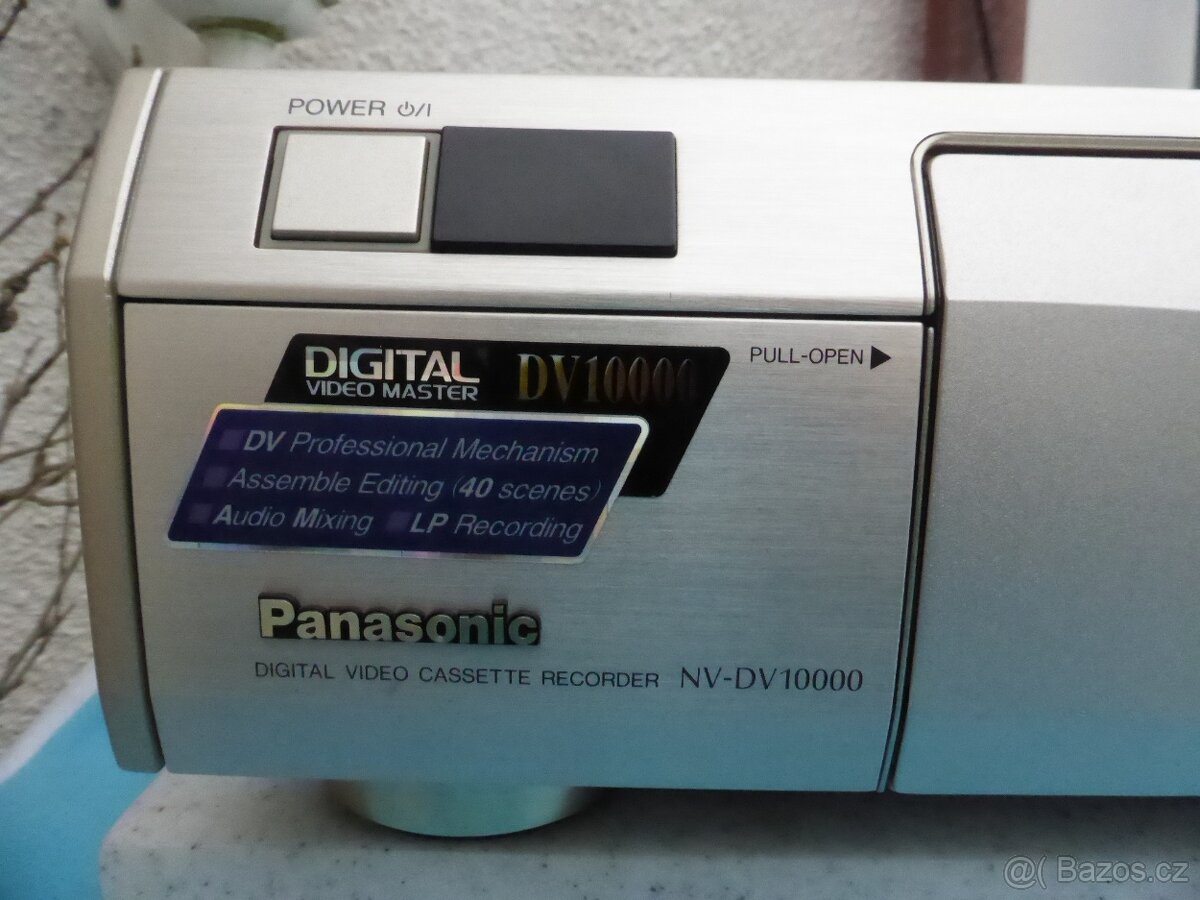 POWER ⏻/I
PULL-OPEN ▶
DIGITAL
VIDEO MASTER
DV10000
DV Professional Mechanism
Assemble Editing (40 scenes)
Audio Mixing LP Recording
Panasonic
DIGITAL VIDEO CASSETTE RECORDER NV-DV10000
@( Bazos.cz